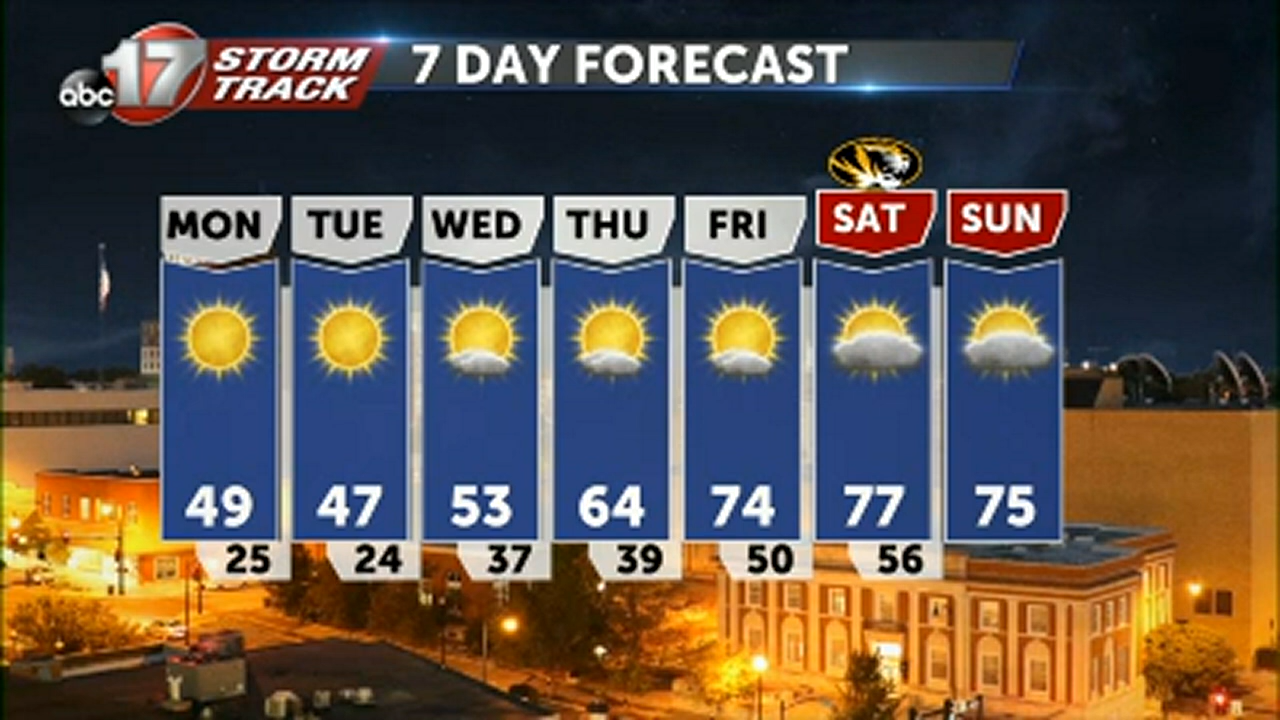 abc 17 STORM TRACK
7 DAY FORECAST
MON TUE WED THU FRI SAT SUN
49 47 53 64 74 77 75
25 24 37 39 50 56